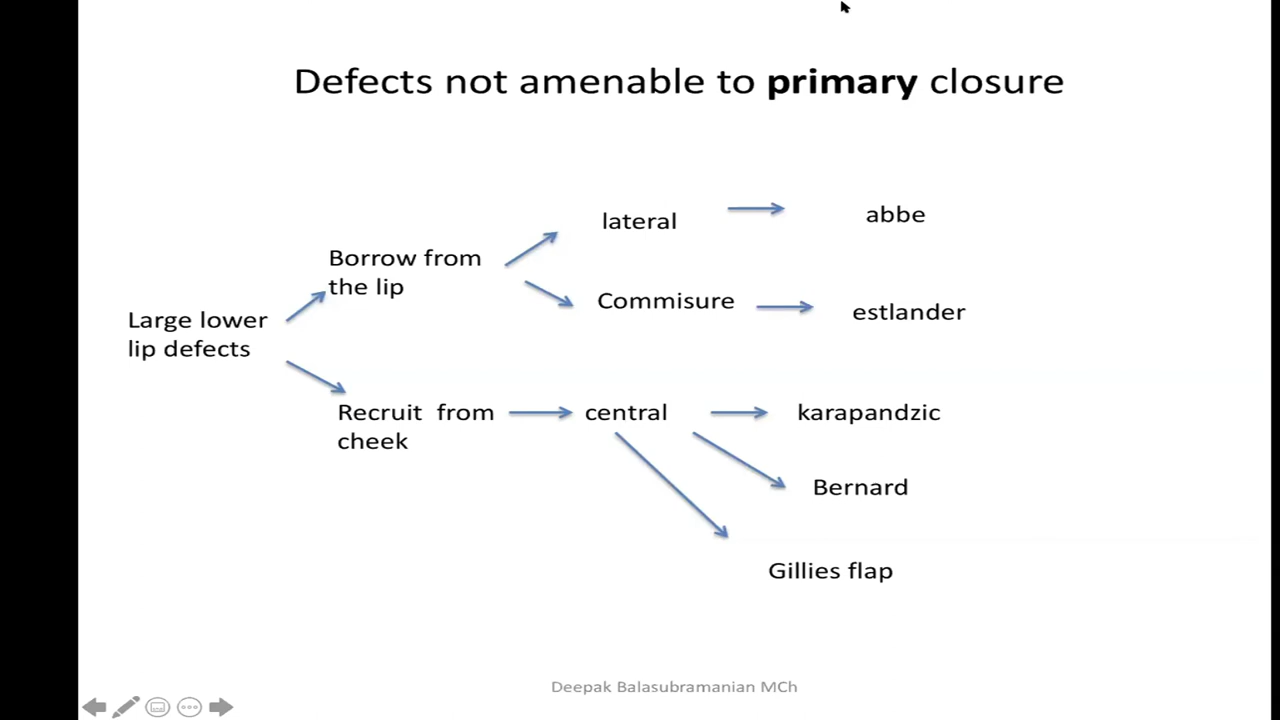 Defects not amenable to primary closure
lateral
abbe
Borrow from
the lip
Commisure
estlander
Large lower
lip defects
Recruit from
cheek
central
karapandzic
Bernard
Gillies flap
Deepak Balasubramanian MCh